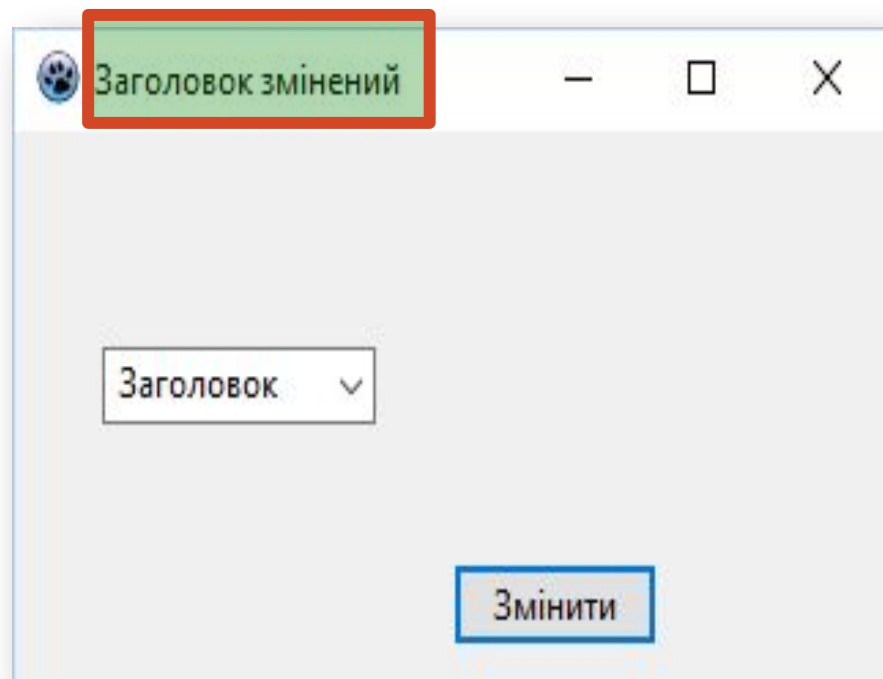 Заголовок змінений
Заголовок
Змінити